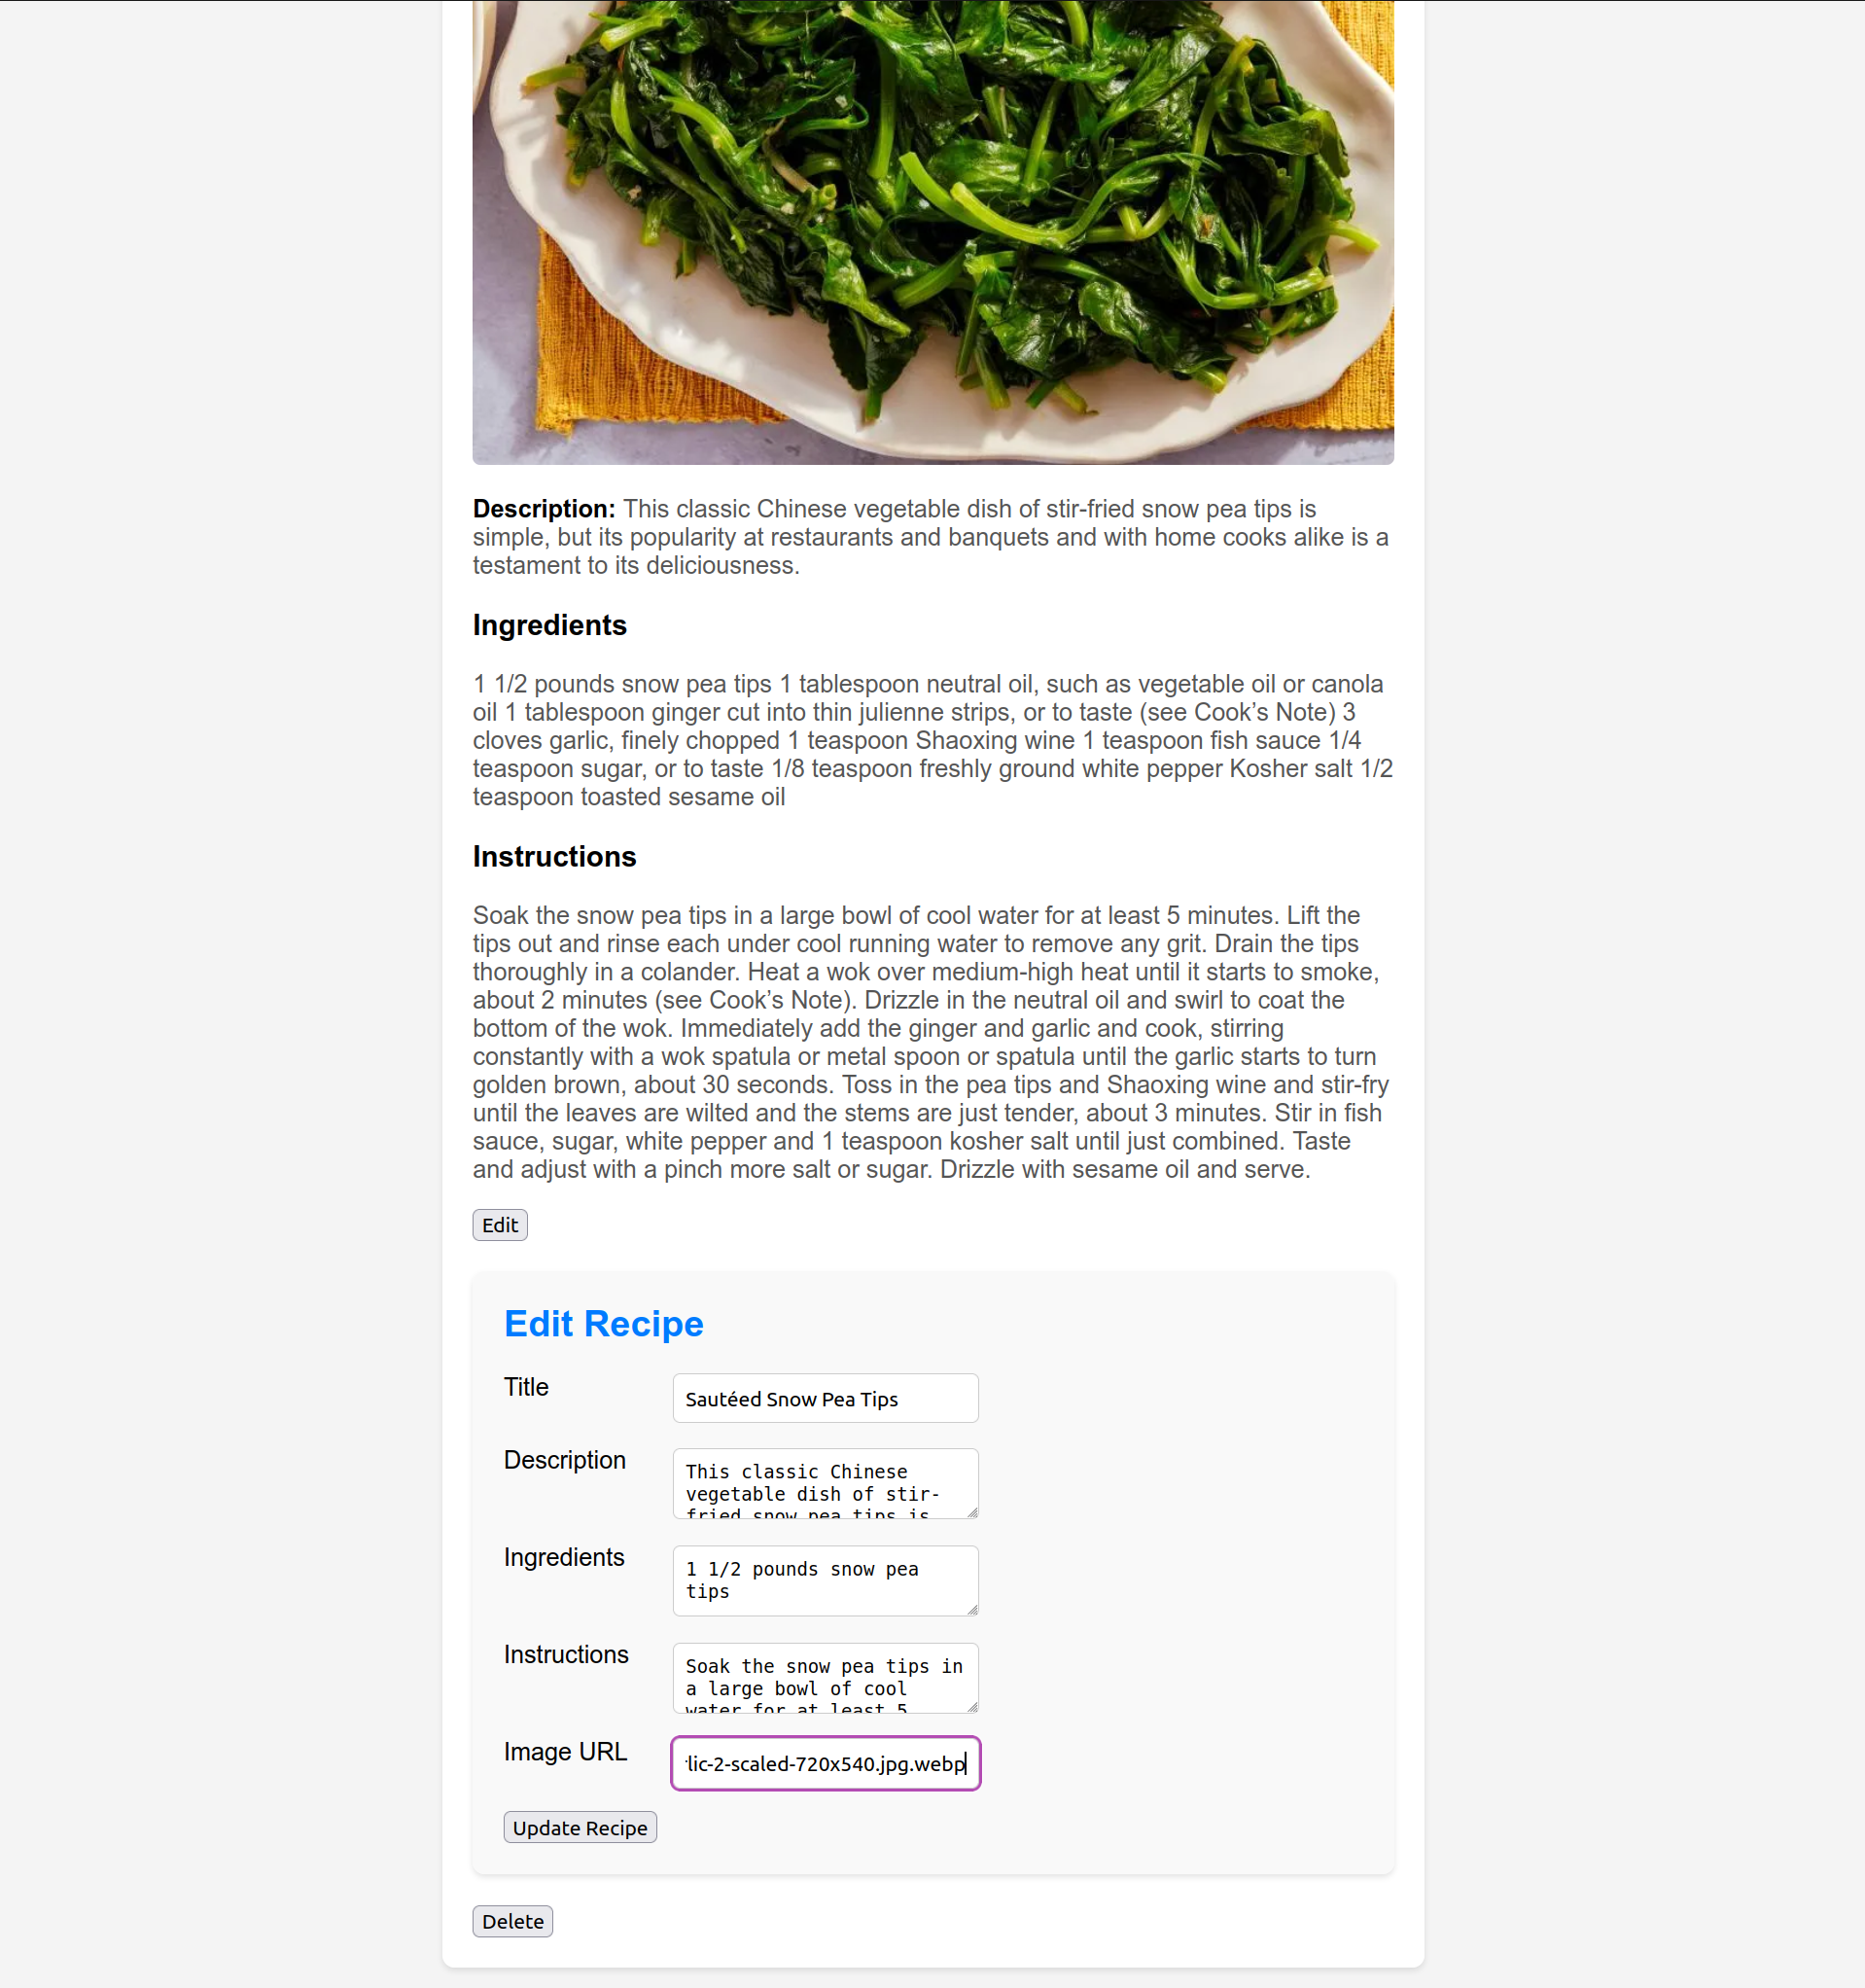 Description: This classic Chinese vegetable dish of stir-fried snow pea tips is
simple, but its popularity at restaurants and banquets and with home cooks alike is a
testament to its deliciousness.
Ingredients
1 1/2 pounds snow pea tips 1 tablespoon neutral oil, such as vegetable oil or canola
oil 1 tablespoon ginger cut into thin julienne strips, or to taste (see Cook’s Note) 3
cloves garlic, finely chopped 1 teaspoon Shaoxing wine 1 teaspoon fish sauce 1/4
teaspoon sugar, or to taste 1/8 teaspoon freshly ground white pepper Kosher salt 1/2
teaspoon toasted sesame oil
Instructions
Soak the snow pea tips in a large bowl of cool water for at least 5 minutes. Lift the
tips out and rinse each under cool running water to remove any grit. Drain the tips
thoroughly in a colander. Heat a wok over medium-high heat until it starts to smoke,
about 2 minutes (see Cook’s Note). Drizzle in the neutral oil and swirl to coat the
bottom of the wok. Immediately add the ginger and garlic and cook, stirring
constantly with a wok spatula or metal spoon or spatula until the garlic starts to turn
golden brown, about 30 seconds. Toss in the pea tips and Shaoxing wine and stir-fry
until the leaves are wilted and the stems are just tender, about 3 minutes. Stir in fish
sauce, sugar, white pepper and 1 teaspoon kosher salt until just combined. Taste
and adjust with a pinch more salt or sugar. Drizzle with sesame oil and serve.
Edit
Edit Recipe
Title
Sautéed Snow Pea Tips
Description
This classic Chinese
vegetable dish of stir-
fried snow pea tips is
Ingredients
1 1/2 pounds snow pea
tips
Instructions
Soak the snow pea tips in
a large bowl of cool
water for at least 5
Image URL
lic-2-scaled-720x540.jpg.webp
Update Recipe
Delete